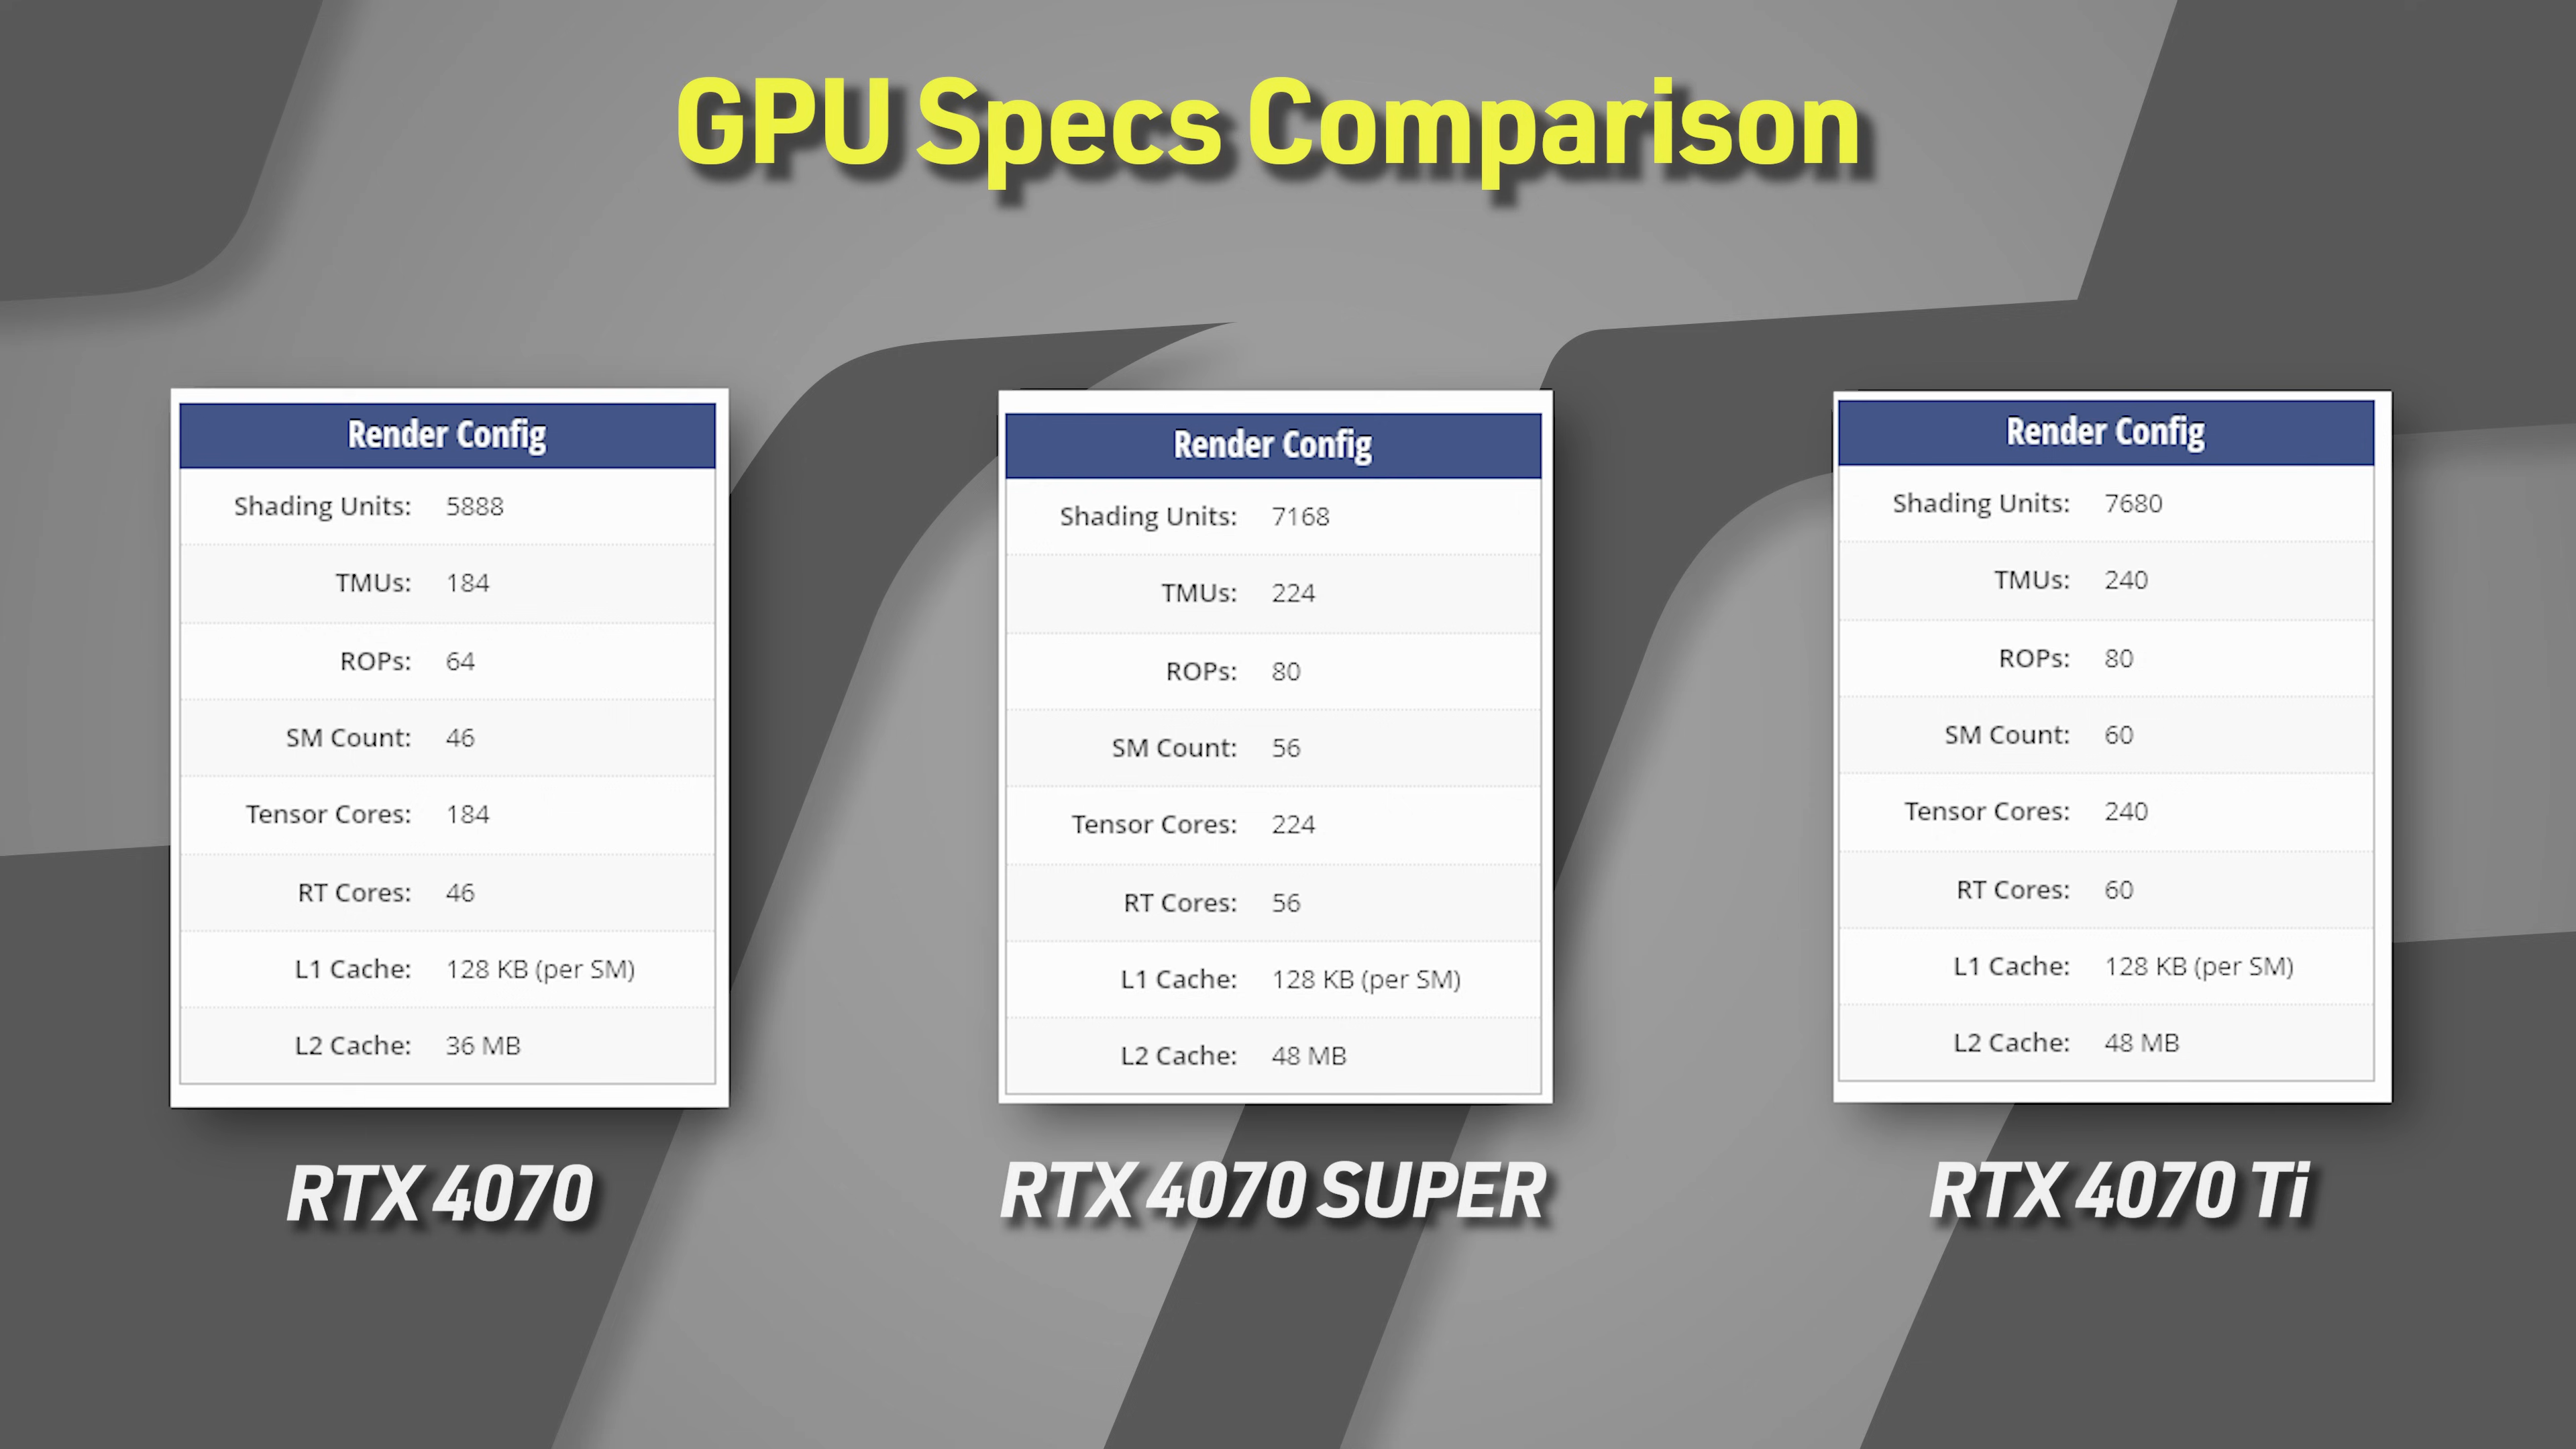 GPU Specs Comparison
Render Config
Shading Units: 5888
TMUs: 184
ROPs: 64
SM Count: 46
Tensor Cores: 184
RT Cores: 46
L1 Cache: 128 KB (per SM)
L2 Cache: 36 MB
RTX 4070
Render Config
Shading Units: 7168
TMUs: 224
ROPs: 80
SM Count: 56
Tensor Cores: 224
RT Cores: 56
L1 Cache: 128 KB (per SM)
L2 Cache: 48 MB
RTX 4070 SUPER
Render Config
Shading Units: 7680
TMUs: 240
ROPs: 80
SM Count: 60
Tensor Cores: 240
RT Cores: 60
L1 Cache: 128 KB (per SM)
L2 Cache: 48 MB
RTX 4070 Ti